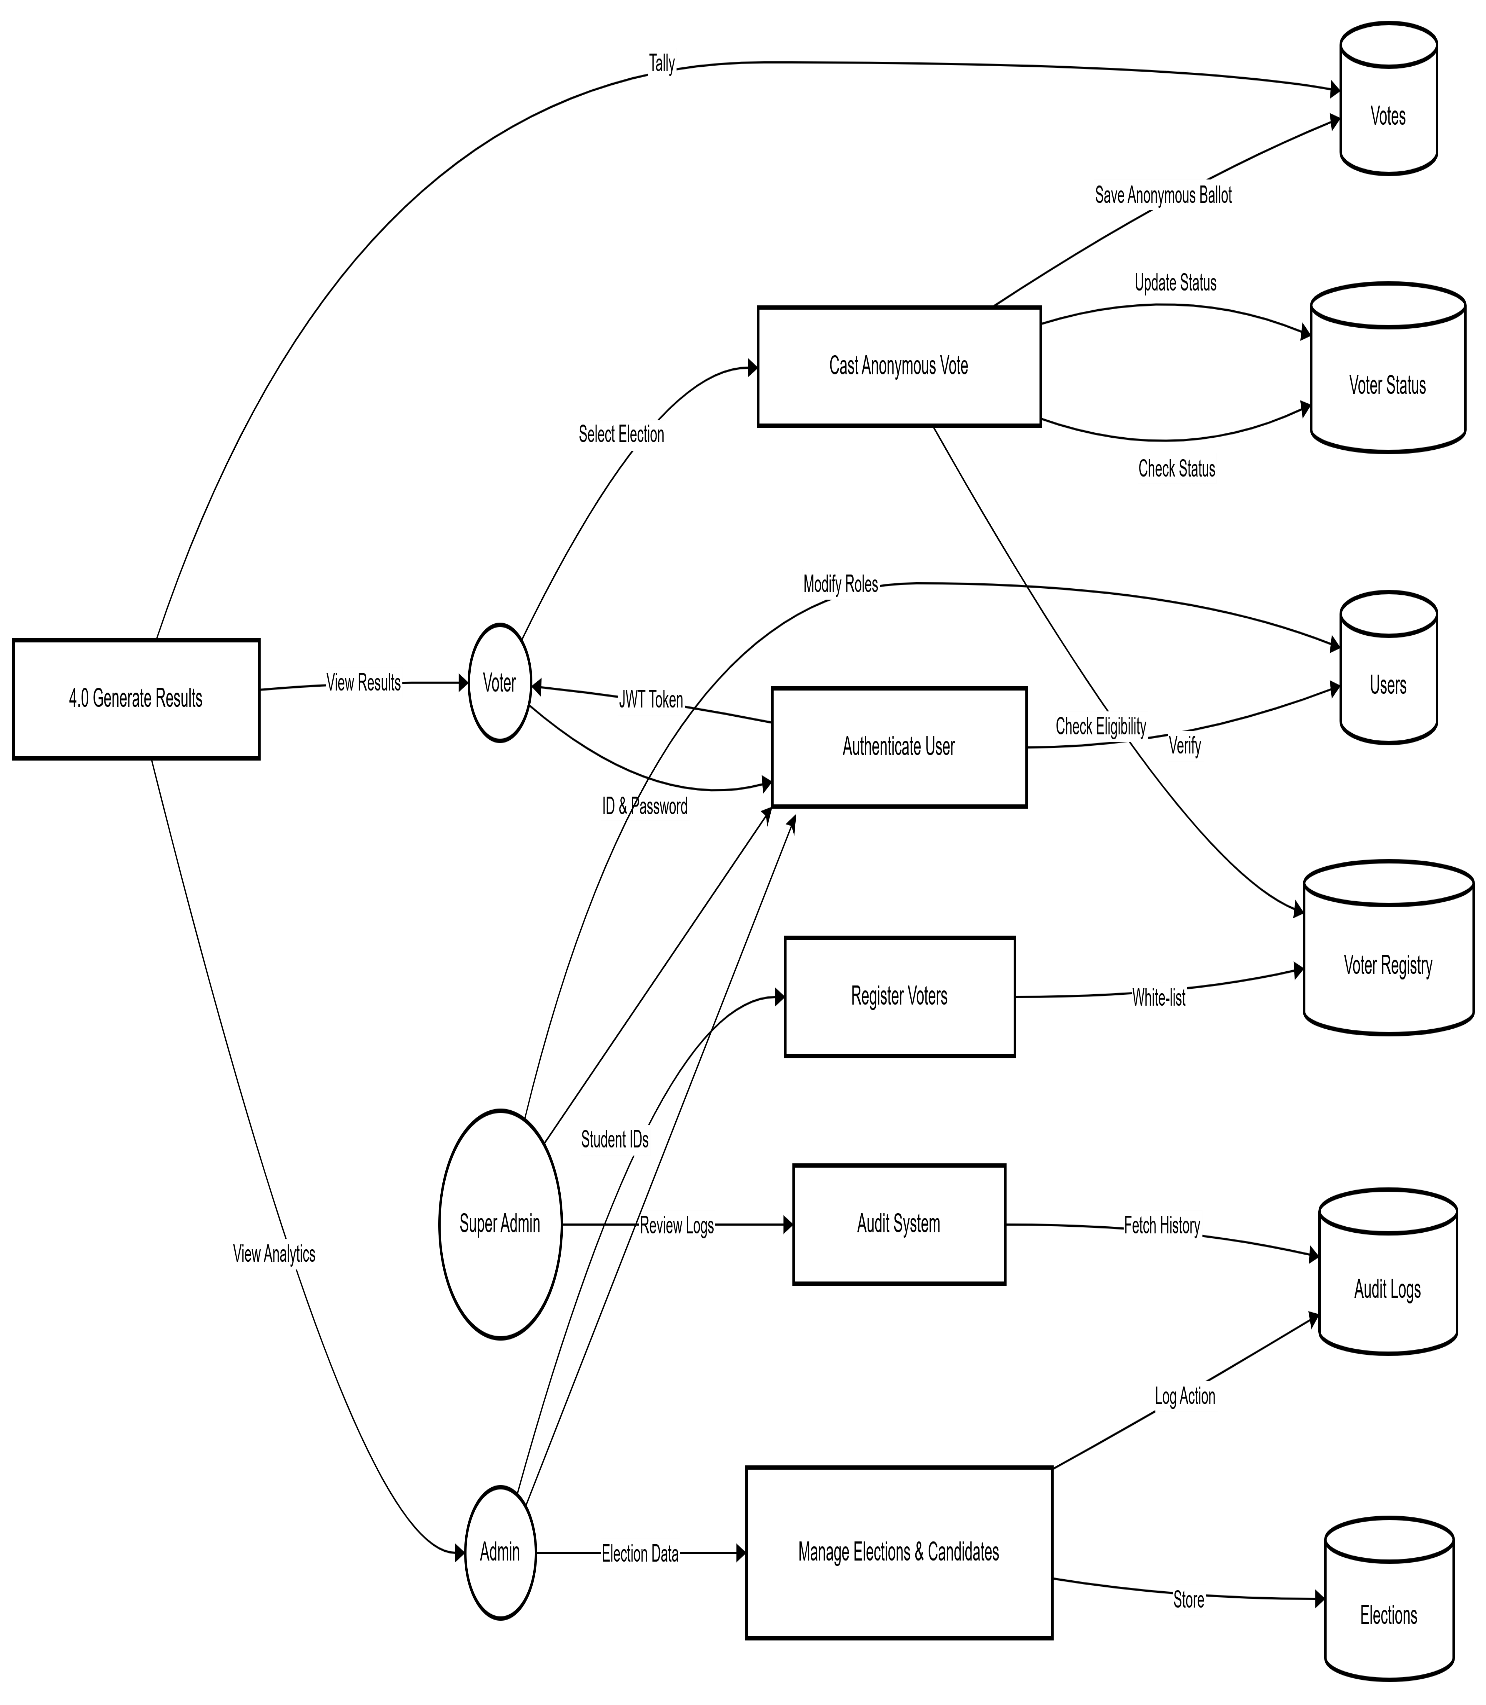 Tally
Votes
Save Anonymous Ballot
Update Status
Cast Anonymous Vote
Voter Status
Select Election
Check Status
Modify Roles
4.0 Generate Results
View Results
Voter
JWT Token
Users
Authenticate User
Check Eligibility
Verify
ID & Password
Voter Registry
Register Voters
White-list
Student IDs
Super Admin
Review Logs
Audit System
Fetch History
View Analytics
Audit Logs
Log Action
Admin
Election Data
Manage Elections & Candidates
Store
Elections